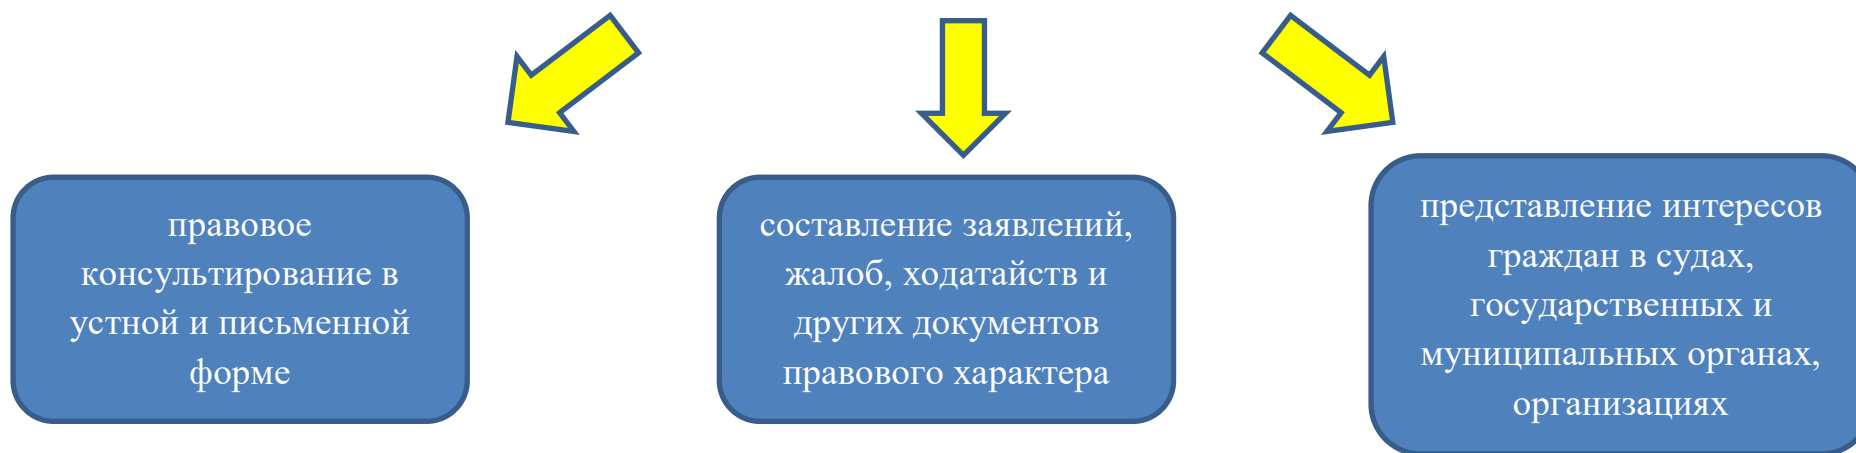 правовое
консультирование в
устной и письменной
форме
составление заявлений,
жалоб, ходатайств и
других документов
правового характера
представление интересов
граждан в судах,
государственных и
муниципальных органах,
организациях